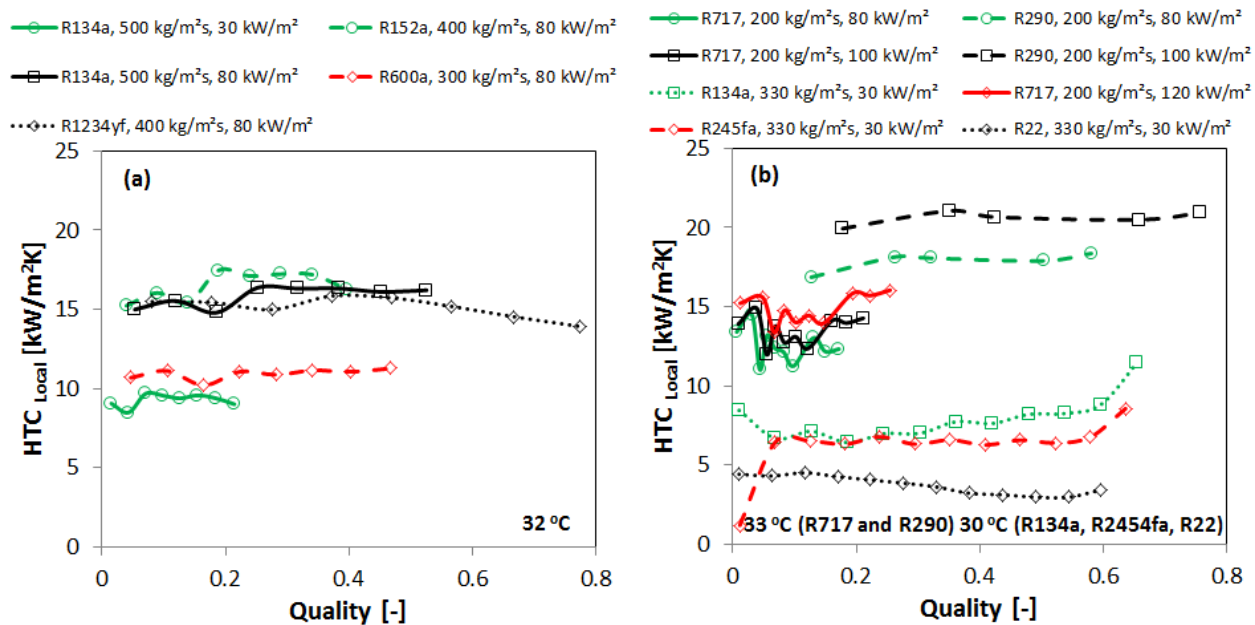 R134a, 500 kg/m²s, 30 kW/m²
R152a, 400 kg/m²s, 80 kW/m²
R134a, 500 kg/m²s, 80 kW/m²
R600a, 300 kg/m²s, 80 kW/m²
R1234yf, 400 kg/m²s, 80 kW/m²
25
20
15
10
5
0
HTC Local [kW/m²K]
(a)
32 ºC
0 0.2 0.4 0.6 0.8
Quality [-]
R717, 200 kg/m²s, 80 kW/m²
R290, 200 kg/m²s, 80 kW/m²
R717, 200 kg/m²s, 100 kW/m²
R290, 200 kg/m²s, 100 kW/m²
R134a, 330 kg/m²s, 30 kW/m²
R717, 200 kg/m²s, 120 kW/m²
R245fa, 330 kg/m²s, 30 kW/m²
R22, 330 kg/m²s, 30 kW/m²
25
20
15
10
5
0
HTC Local [kW/m²K]
(b)
33 ºC (R717 and R290) 30 ºC (R134a, R2454fa, R22)
0 0.2 0.4 0.6 0.8
Quality [-]